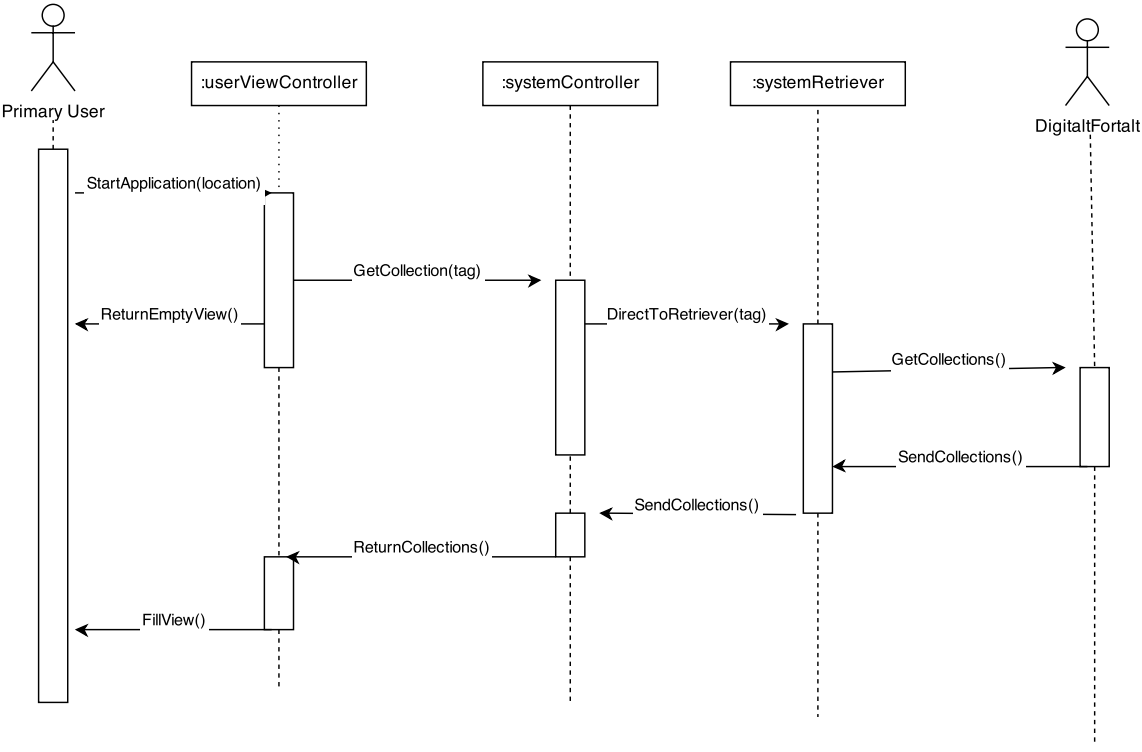 Primary User
:userViewController
:systemController
:systemRetriever
DigitaltFortalt
StartApplication(location)
GetCollection(tag)
ReturnEmptyView()
DirectToRetriever(tag)
GetCollections()
SendCollections()
SendCollections()
ReturnCollections()
FillView()